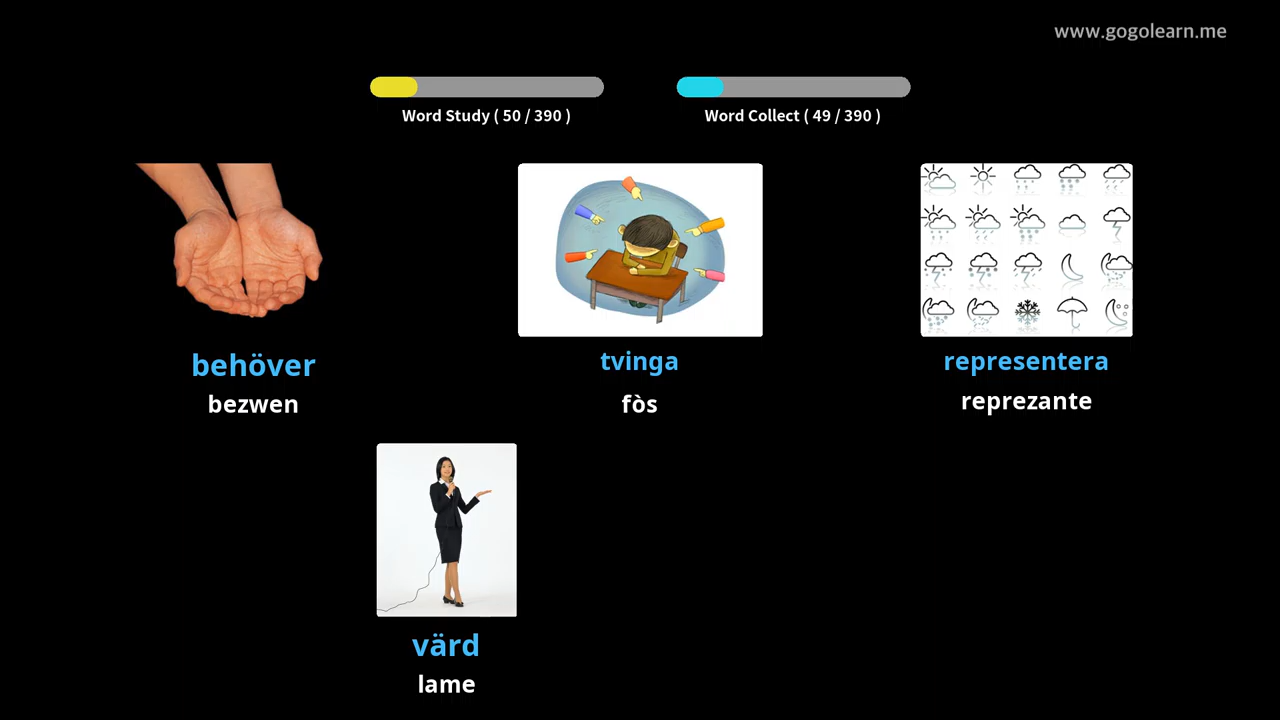 www.gogolearn.me
Word Study ( 50 / 390 )
Word Collect ( 49 / 390 )
behöver
bezwen
tvinga
fòs
representera
reprezante
värd
lame